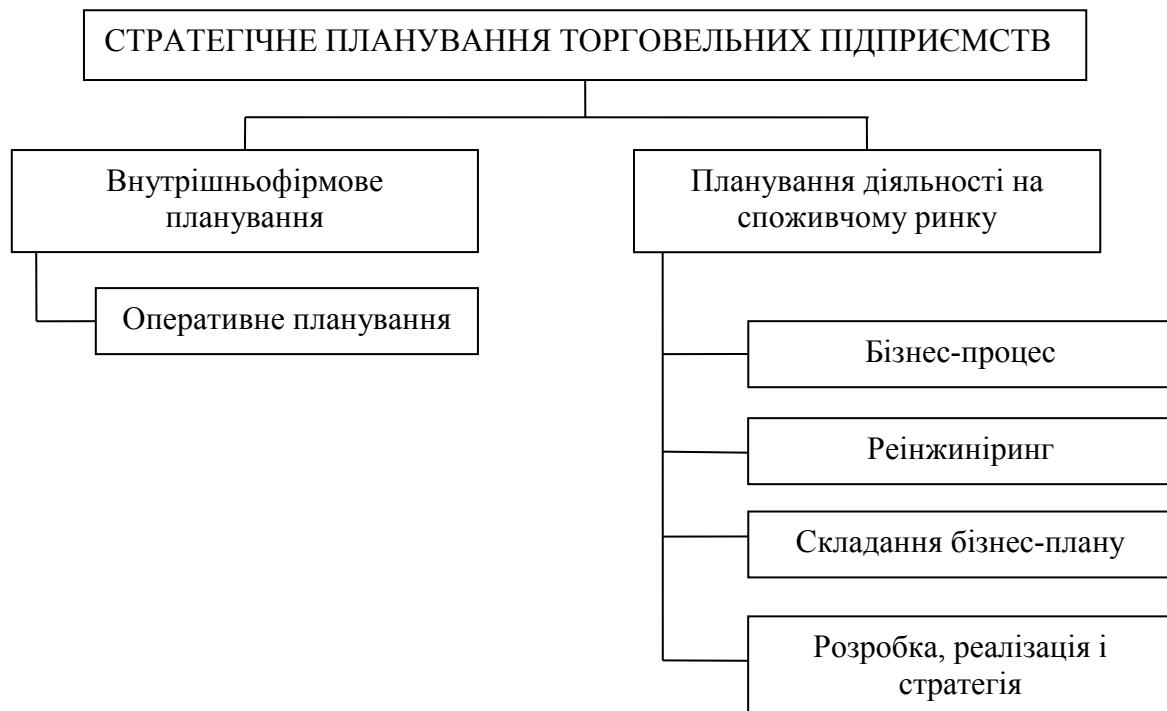 СТРАТЕГІЧНЕ ПЛАНУВАННЯ ТОРГОВЕЛЬНИХ ПІДПРИЄМСТВ
Внутрішньофірмове
планування
Оперативне планування
Планування діяльності на
споживчому ринку
Бізнес-процес
Реінжиніринг
Складання бізнес-плану
Розробка, реалізація і
стратегія